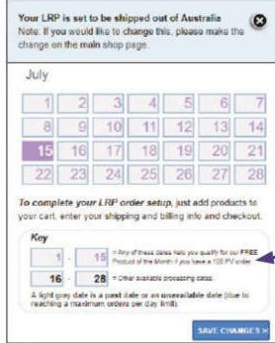 Your LRP is set to be shipped out of Australia
Note: If you would like to change this, please make the
change on the main shop page.
July
1 2 3 4 5 6 7
8 9 10 11 12 13 14
15 16 17 18 19 20 21
22 23 24 25 26 27 28
To complete your LRP order setup, just add products to
your cart, enter your shipping and billing info and checkout.
Key
1 - 15 = Any of these dates help you qualify for our FREE
Product of the Month if you have a 125 PV order.
16 - 28 = Other available processing dates.
A light grey date is a past date or an unavailable date (due to
reaching a maximum orders per day limit).
SAVE CHANGES >